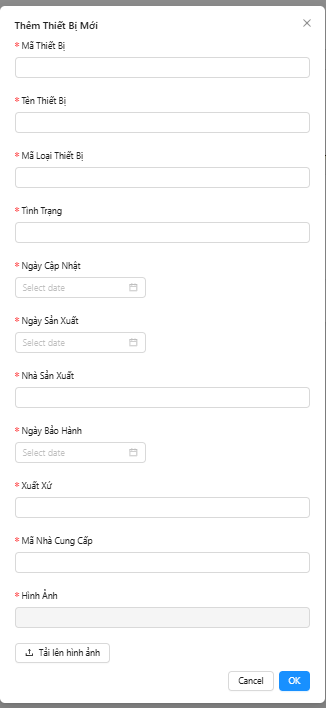 Thêm Thiết Bị Mới
* Mã Thiết Bị
* Tên Thiết Bị
* Mã Loại Thiết Bị
* Tình Trạng
* Ngày Cập Nhật
Select date
* Ngày Sản Xuất
Select date
* Nhà Sản Xuất
* Ngày Bảo Hành
Select date
* Xuất Xứ
* Mã Nhà Cung Cấp
* Hình Ảnh
Tải lên hình ảnh
Cancel OK